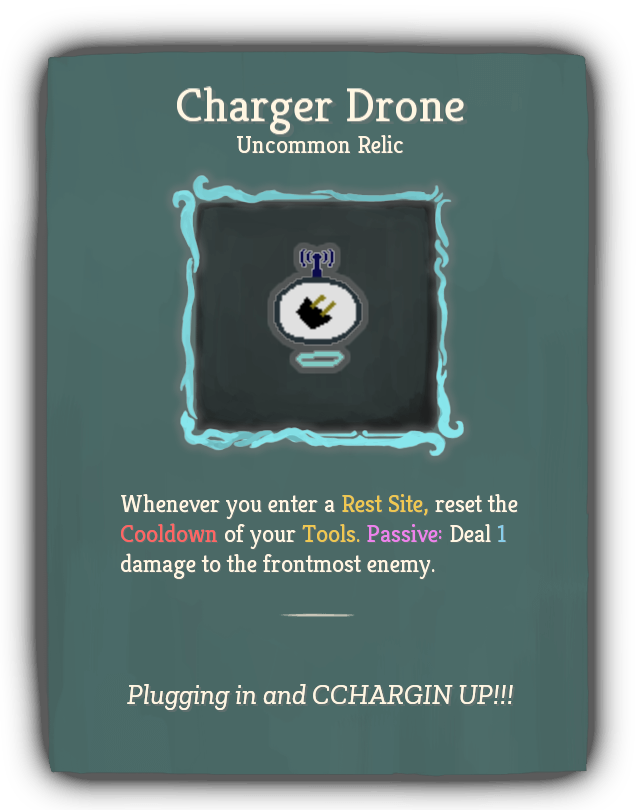 Charger Drone
Uncommon Relic
Whenever you enter a Rest Site, reset the
Cooldown of your Tools. Passive: Deal 1
damage to the frontmost enemy.
Plugging in and CCHARGIN UP!!!